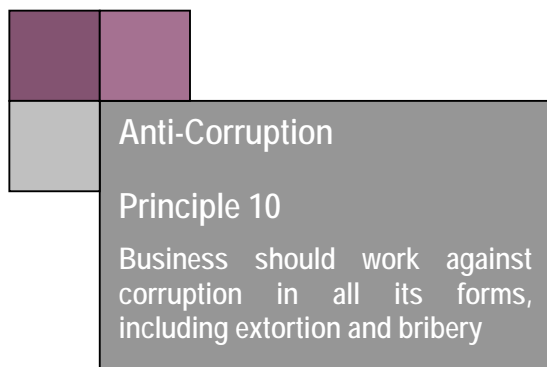 Anti-Corruption
Principle 10
Business should work against
corruption in all its forms,
including extortion and bribery